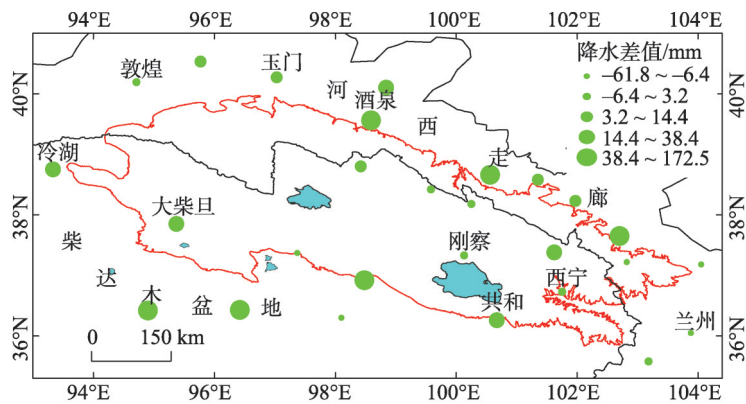 94°E 96°E 98°E 100°E 102°E 104°E
40°N
38°N
36°N
40°N
38°N
36°N
降水差值/mm
–61.8 ~ –6.4
–6.4 ~ 3.2
3.2 ~ 14.4
14.4 ~ 38.4
38.4 ~ 172.5
敦煌
玉门
河
酒泉
西
走
廊
冷湖
大柴旦
柴
达
木
盆
地
刚察
西宁
共和
兰州
0 150 km
94°E 96°E 98°E 100°E 102°E 104°E